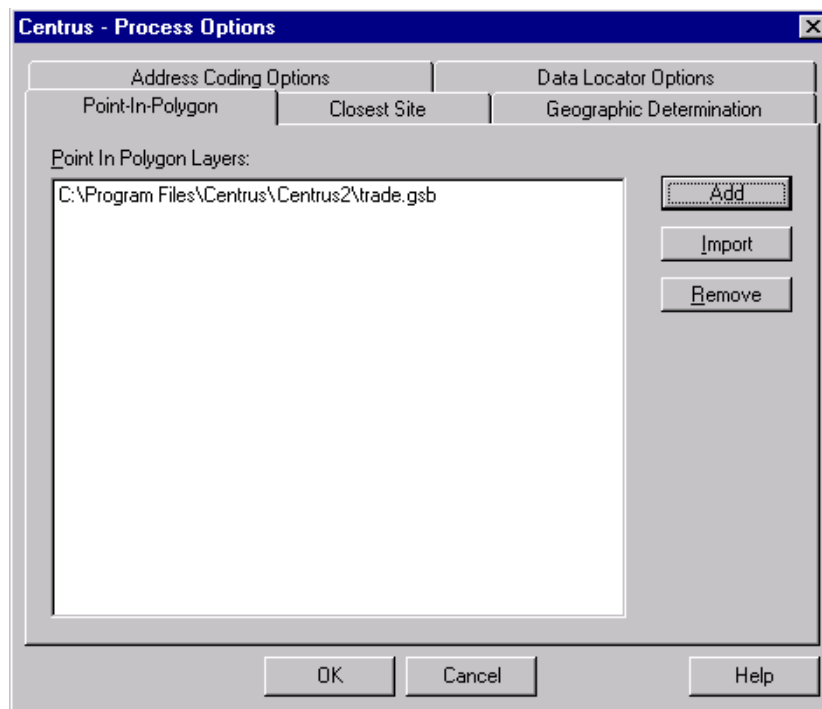 Centrus - Process Options
Address Coding Options
Data Locator Options
Point-In-Polygon
Closest Site
Geographic Determination
Point In Polygon Layers:
C:\Program Files\Centrus\Centrus2\trade.gsb
Add
Import
Remove
OK
Cancel
Help